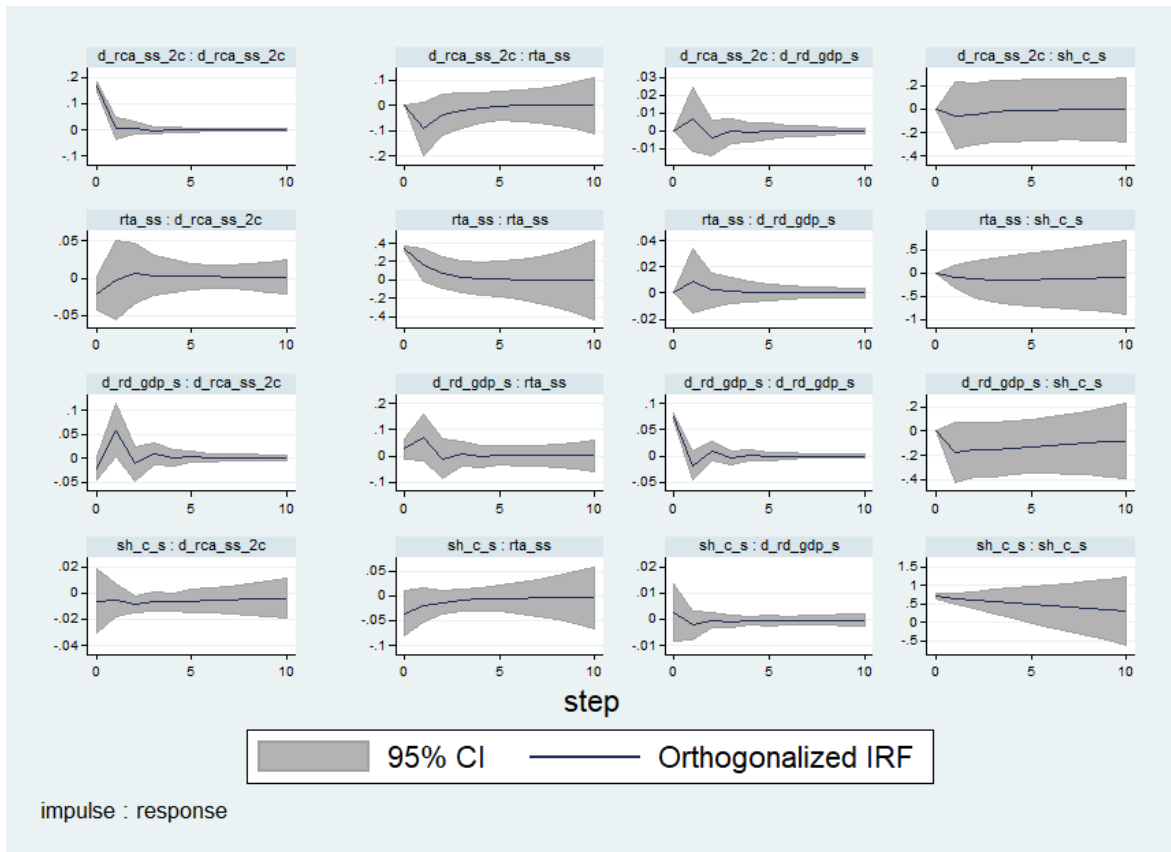 d_rca_ss_2c : d_rca_ss_2c
d_rca_ss_2c : rta_ss
d_rca_ss_2c : d_rd_gdp_s
d_rca_ss_2c : sh_c_s
.2
.1
0
-.1
0 5 10
.1
0
-.1
-.2
0 5 10
.03
.02
.01
0
-.01
0 5 10
.2
0
-.2
-.4
0 5 10
rta_ss : d_rca_ss_2c
rta_ss : rta_ss
rta_ss : d_rd_gdp_s
rta_ss : sh_c_s
.05
0
-.05
0 5 10
.4
.2
0
-.2
-.4
0 5 10
.04
.02
0
-.02
0 5 10
.5
0
-.5
-1
0 5 10
d_rd_gdp_s : d_rca_ss_2c
d_rd_gdp_s : rta_ss
d_rd_gdp_s : d_rd_gdp_s
d_rd_gdp_s : sh_c_s
.1
.05
0
-.05
0 5 10
.2
.1
0
-.1
0 5 10
.1
.05
0
-.05
0 5 10
.2
0
-.2
-.4
0 5 10
sh_c_s : d_rca_ss_2c
sh_c_s : rta_ss
sh_c_s : d_rd_gdp_s
sh_c_s : sh_c_s
.02
0
-.02
-.04
0 5 10
.05
0
-.05
-.1
0 5 10
.02
.01
0
-.01
0 5 10
1.5
1
.5
0
-.5
0 5 10
step
95% CI
Orthogonalized IRF
impulse : response